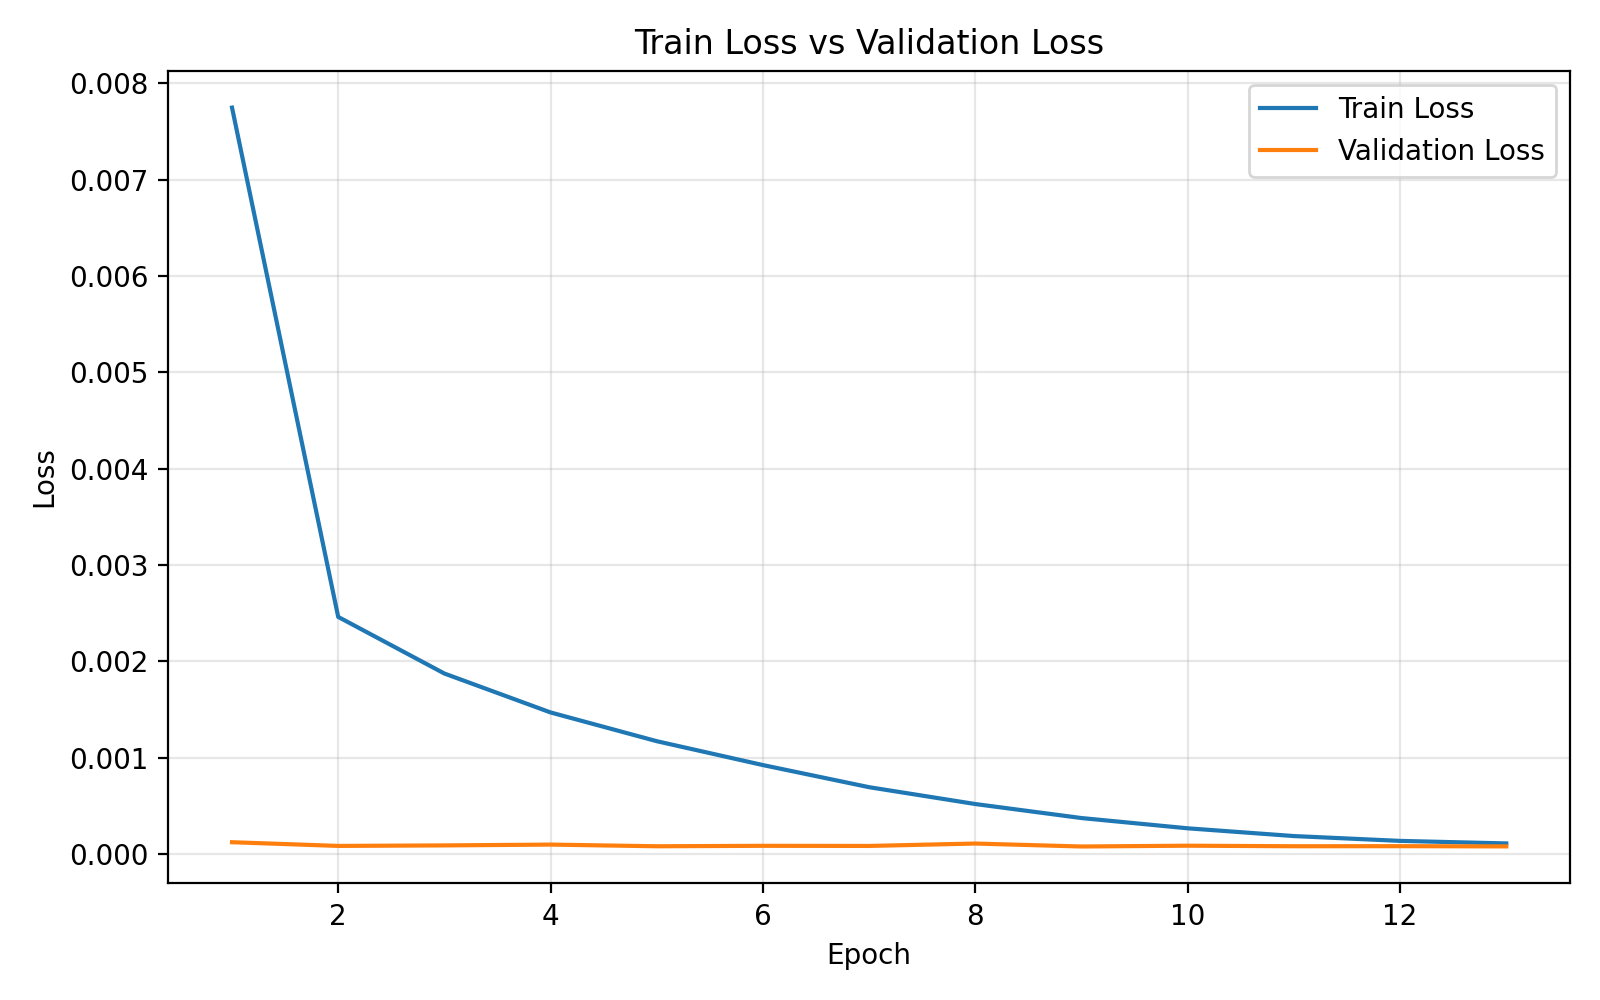 Train Loss vs Validation Loss
Train Loss
Validation Loss
0.008
0.007
0.006
0.005
0.004
0.003
0.002
0.001
0.000
Loss
2 4 6 8 10 12
Epoch